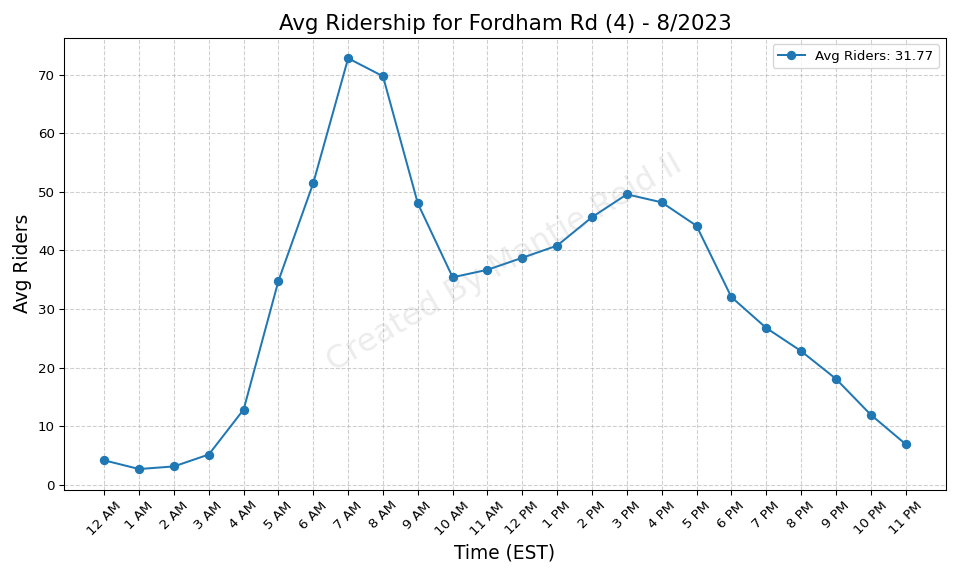 Avg Ridership for Fordham Rd (4) - 8/2023
Avg Riders: 31.77
Avg Riders
70
60
50
40
30
20
10
0
Created By Mantie Reid II
12 AM
1 AM
2 AM
3 AM
4 AM
5 AM
6 AM
7 AM
8 AM
9 AM
10 AM
11 AM
12 PM
1 PM
2 PM
3 PM
4 PM
5 PM
6 PM
7 PM
8 PM
9 PM
10 PM
11 PM
Time (EST)